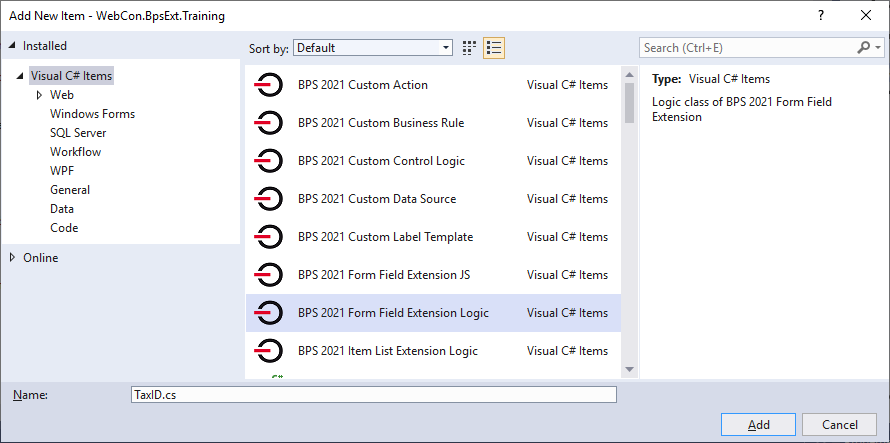 Add New Item - WebCon.BpsExt.Training
?
Installed
Sort by: Default
Search (Ctrl+E)
Visual C# Items
Web
Windows Forms
SQL Server
Workflow
WPF
General
Data
Code
Online
BPS 2021 Custom Action Visual C# Items
BPS 2021 Custom Business Rule Visual C# Items
BPS 2021 Custom Control Logic Visual C# Items
BPS 2021 Custom Data Source Visual C# Items
BPS 2021 Custom Label Template Visual C# Items
BPS 2021 Form Field Extension JS Visual C# Items
BPS 2021 Form Field Extension Logic Visual C# Items
BPS 2021 Item List Extension Logic Visual C# Items
Type: Visual C# Items
Logic class of BPS 2021 Form Field
Extension
Name: TaxID.cs
Add Cancel